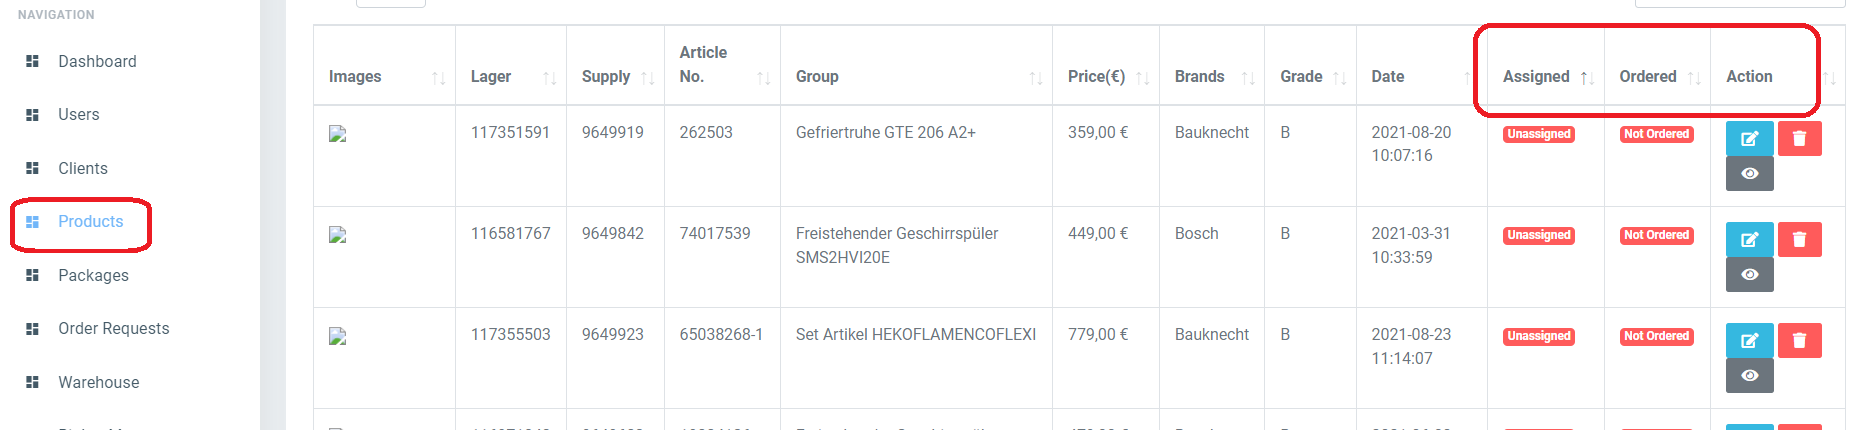 NAVIGATION
Dashboard
Users
Clients
Products
Packages
Order Requests
Warehouse
Images Lager Supply Article No. Group Price(€) Brands Grade Date Assigned Ordered Action
117351591 9649919 262503 Gefriertruhe GTE 206 A2+ 359,00 € Bauknecht B 2021-08-20 Unassigned Not Ordered
10:07:16
116581767 9649842 74017539 Freistehender Geschirrspüler 449,00 € Bosch B 2021-03-31 Unassigned Not Ordered
SMS2HVI20E 10:33:59
117355503 9649923 65038268-1 Set Artikel HEKOFLAMENCOFLEXI 779,00 € Bauknecht B 2021-08-23 Unassigned Not Ordered
11:14:07